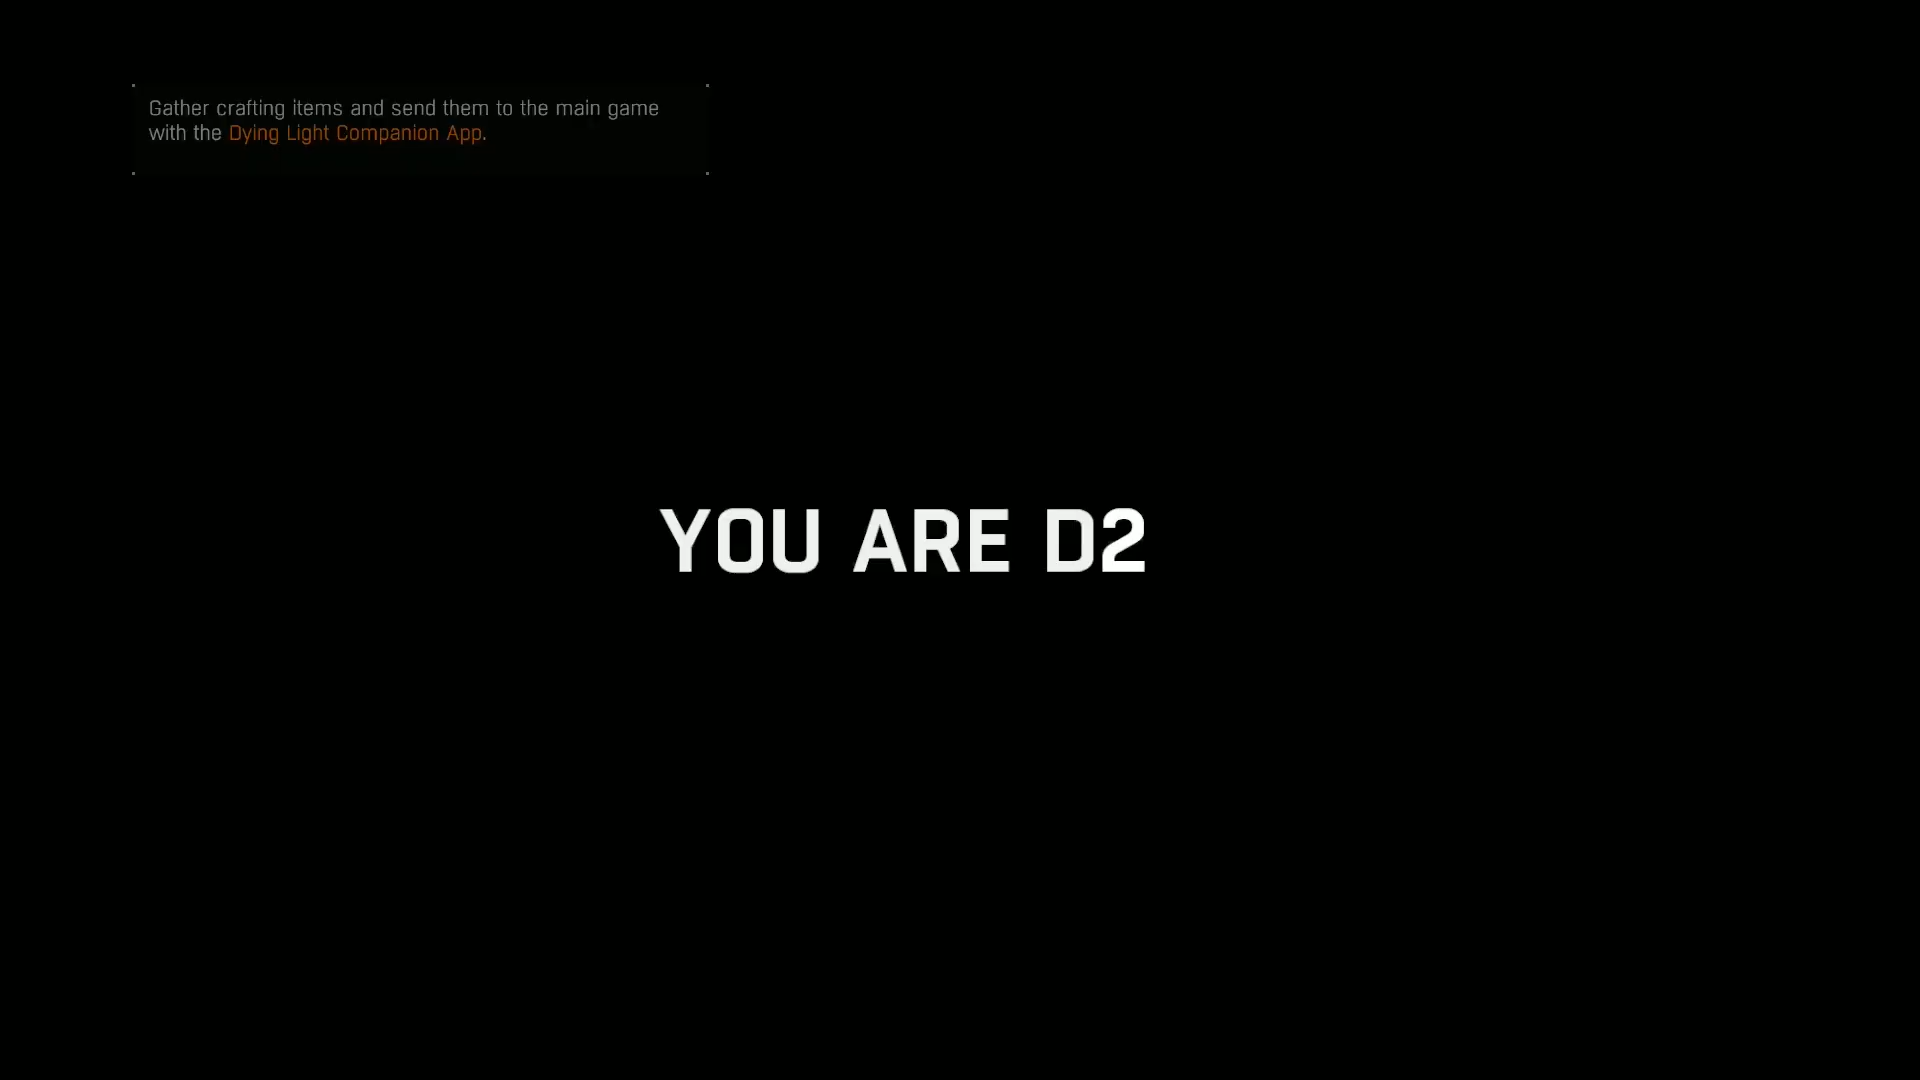 Gather crafting items and send them to the main game
with the Dying Light Companion App.
YOU ARE D2